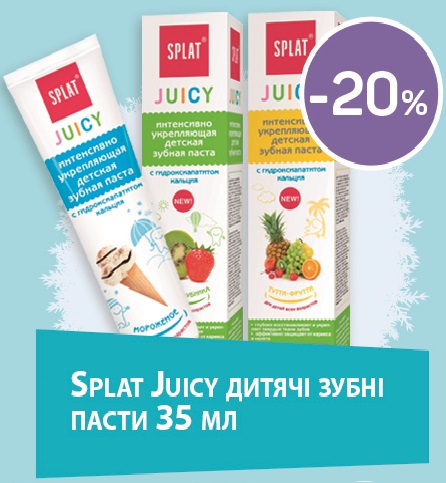 SPLAT®
JUICY
ИНТЕНСИВНО
УКРЕПЛЯЮЩАЯ
ДЕТСКАЯ
ЗУБНАЯ ПАСТА
С ГИДРОКСИАПАТИТОМ
КАЛЬЦИЯ
МОРОЖЕНОЕ
SPLAT®
JUICY
ИНТЕНСИВНО
УКРЕПЛЯЮЩАЯ
ДЕТСКАЯ
ЗУБНАЯ ПАСТА
С ГИДРОКСИАПАТИТОМ
КАЛЬЦИЯ
NEW!
SPLAT
ИНТЕНСИВНО
УКРЕПЛЯЮЩАЯ
ДЕТСКАЯ
ЗУБНАЯ ПАСТА
С ГИДРОКСИАПАТИТОМ
КАЛЬЦИЯ
NEW!
ТУТТИ-ФРУТТИ
-20%
SPLAT JUICY ДИТЯЧІ ЗУБНІ
ПАСТИ 35 МЛ